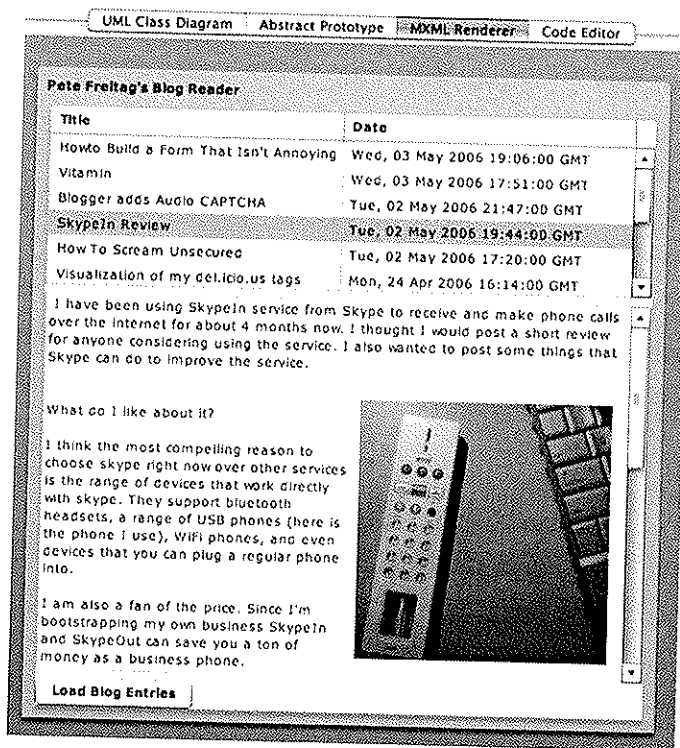 UML Class Diagram Abstract Prototype MXML Renderer Code Editor
Pete Freitag's Blog Reader
Title Date
Howto Build a Form That Isn't Annoying Wed, 03 May 2006 19:06:00 GMT
Vitamin Wed, 03 May 2006 17:51:00 GMT
Blogger adds Audio CAPTCHA Tue, 02 May 2006 21:47:00 GMT
SkypeIn Review Tue, 02 May 2006 19:44:00 GMT
How To Scream Unsecured Tue, 02 May 2006 17:20:00 GMT
Visualization of my del.icio.us tags Mon, 24 Apr 2006 16:14:00 GMT
I have been using SkypeIn service from Skype to receive and make phone calls
over the internet for about 4 months now. I thought I would post a short review
for anyone considering using the service. I also wanted to post some things that
Skype can do to improve the service.
What do I like about it?
I think the most compelling reason to
choose skype right now over other services
is the range of devices that work directly
with skype. They support bluetooth
headsets, a range of USB phones (here is
the phone I use), WiFi phones, and even
devices that you can plug a regular phone
into.
I am also a fan of the price. Since I'm
bootstrapping my own business SkypeIn
and SkypeOut can save you a ton of
money as a business phone.
Load Blog Entries